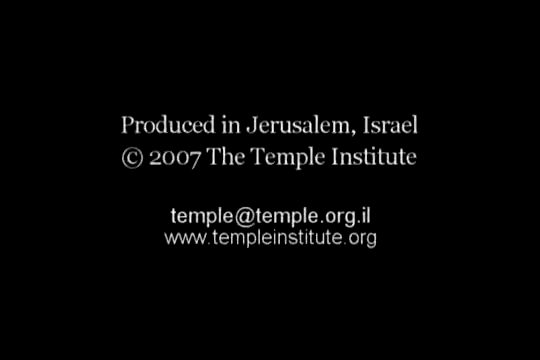 Produced in Jerusalem, Israel
© 2007 The Temple Institute
temple@temple.org.il
www.templeinstitute.org